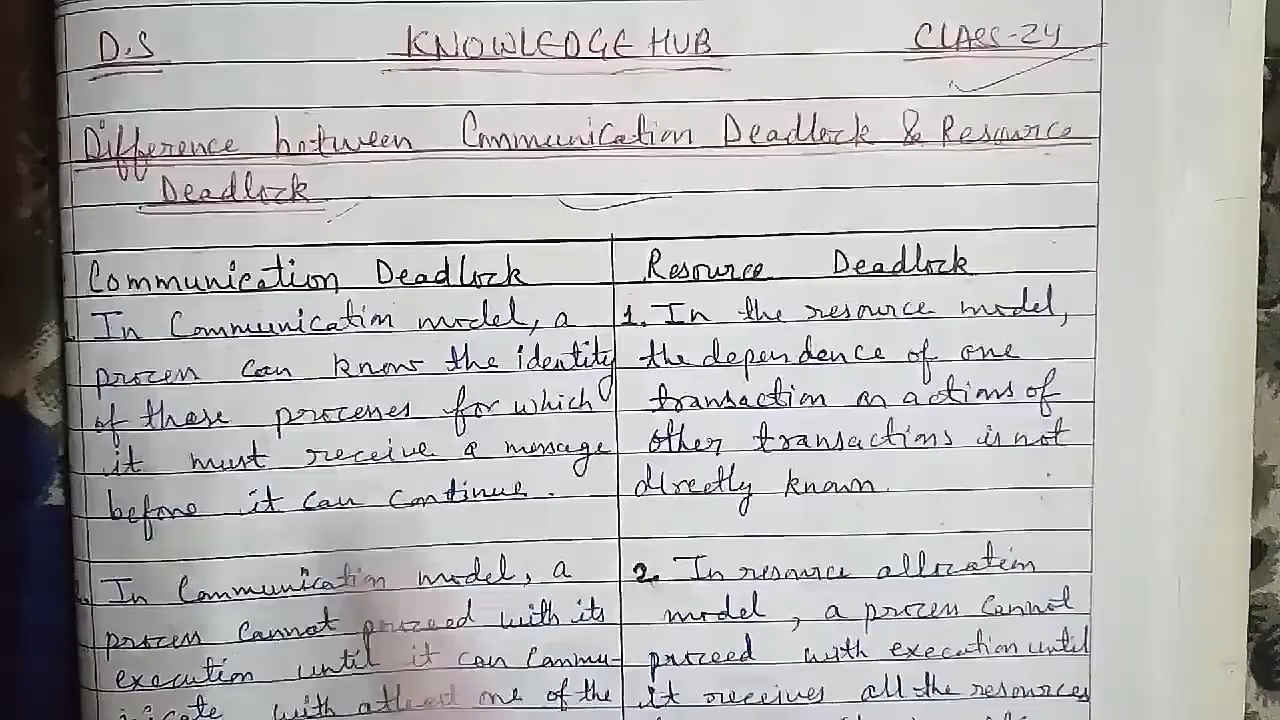 D.S KNOWLEDGE HUB CLASS-24
Difference between Communication Deadlock & Resource
Deadlock
Communication Deadlock
In Communication model, a
process can know the identity
of those processes for which
it must receive a message
before it can continue.
In Communication model, a
process cannot proceed with its
execution until it can commu-
nicate with atleast one of the
Resource Deadlock
1. In the resource model,
the dependence of one
transaction on actions of
other transactions is not
directly known.
2. In resource allocation
model, a process cannot
proceed with execution until
it receives all the resources